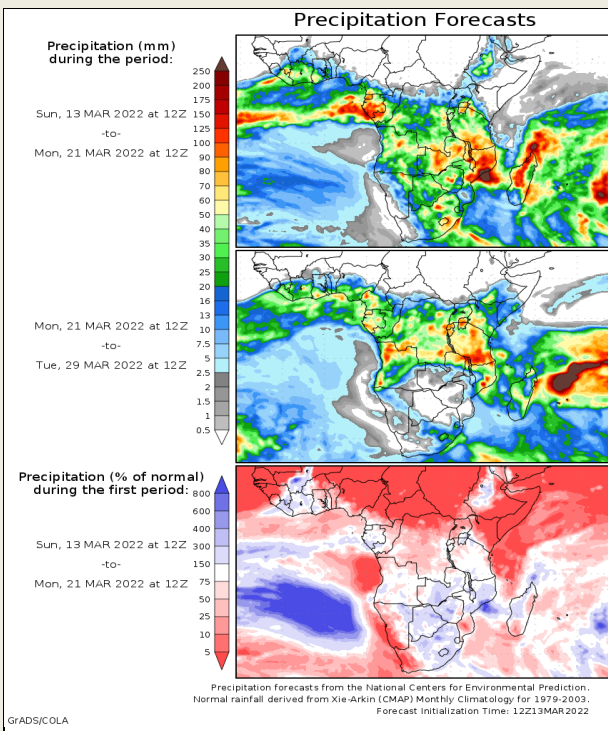 Precipitation Forecasts
Precipitation (mm)
during the period:
Sun, 13 MAR 2022 at 12Z
-to-
Mon, 21 MAR 2022 at 12Z
250
200
175
150
125
100
90
80
70
60
50
40
35
30
25
20
16
13
10
7.5
5
2.5
2
1.5
1
0.5
Mon, 21 MAR 2022 at 12Z
-to-
Tue, 29 MAR 2022 at 12Z
Precipitation (% of normal)
during the first period:
Sun, 13 MAR 2022 at 12Z
-to-
Mon, 21 MAR 2022 at 12Z
800
600
400
300
150
75
50
25
10
5
Precipitation forecasts from the National Centers for Environmental Prediction.
Normal rainfall derived from Xie-Arkin (CMAP) Monthly Climatology for 1979-2003.
Forecast Initialization Time: 12Z13MAR2022
GrADS/COLA